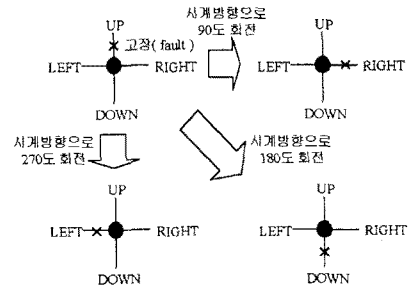 UP
고장( fault )
LEFT RIGHT
DOWN
시계방향으로
90도 회전
UP
LEFT RIGHT
DOWN
시계방향으로
270도 회전
시계방향으로
180도 회전
UP
LEFT RIGHT
DOWN
UP
LEFT RIGHT
DOWN